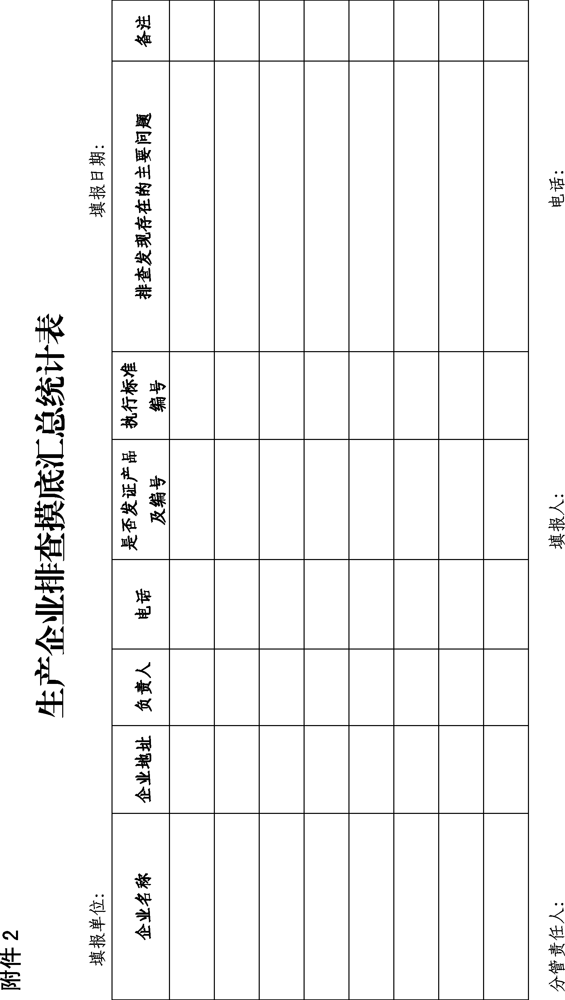 附件 2
生产企业排查摸底汇总统计表
填报单位： 填报日期：
企业名称 企业地址 负责人 电话 是否发证产品及编号 执行标准编号 排查发现存在的主要问题 备注
分管责任人： 填报人： 电话：